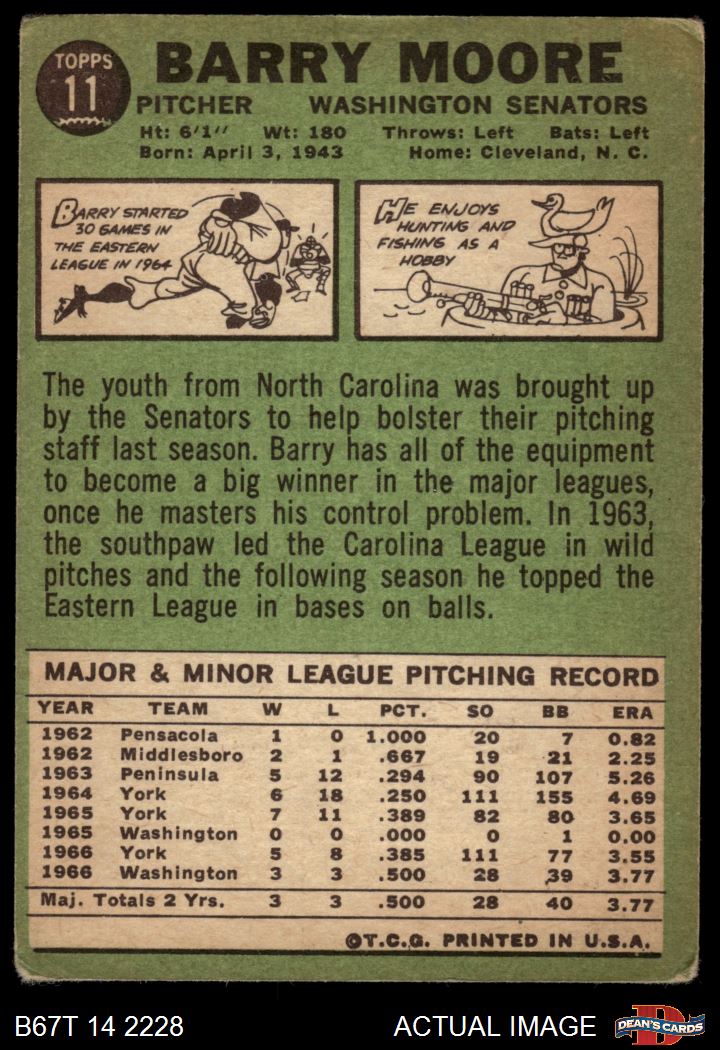 TOPPS
11
BARRY MOORE
PITCHER WASHINGTON SENATORS
Ht: 6'1" Wt: 180 Throws: Left Bats: Left
Born: April 3, 1943 Home: Cleveland, N. C.
BARRY STARTED
30 GAMES IN
THE EASTERN
LEAGUE IN 1964
HE ENJOYS
HUNTING AND
FISHING AS A
HOBBY
The youth from North Carolina was brought up
by the Senators to help bolster their pitching
staff last season. Barry has all of the equipment
to become a big winner in the major leagues,
once he masters his control problem. In 1963,
the southpaw led the Carolina League in wild
pitches and the following season he topped the
Eastern League in bases on balls.
MAJOR & MINOR LEAGUE PITCHING RECORD
YEAR TEAM W L PCT. SO BB ERA
1962 Pensacola 1 0 1.000 20 7 0.82
1962 Middlesboro 2 1 .667 19 21 2.25
1963 Peninsula 5 12 .294 90 107 5.26
1964 York 6 18 .250 111 155 4.69
1965 York 7 11 .389 82 80 3.65
1965 Washington 0 0 .000 0 1 0.00
1966 York 5 8 .385 111 77 3.55
1966 Washington 3 3 .500 28 39 3.77
Maj. Totals 2 Yrs. 3 3 .500 28 40 3.77
©T.C.G. PRINTED IN U.S.A.
B67T 14 2228 ACTUAL IMAGE
D
DEAN'S CARDS